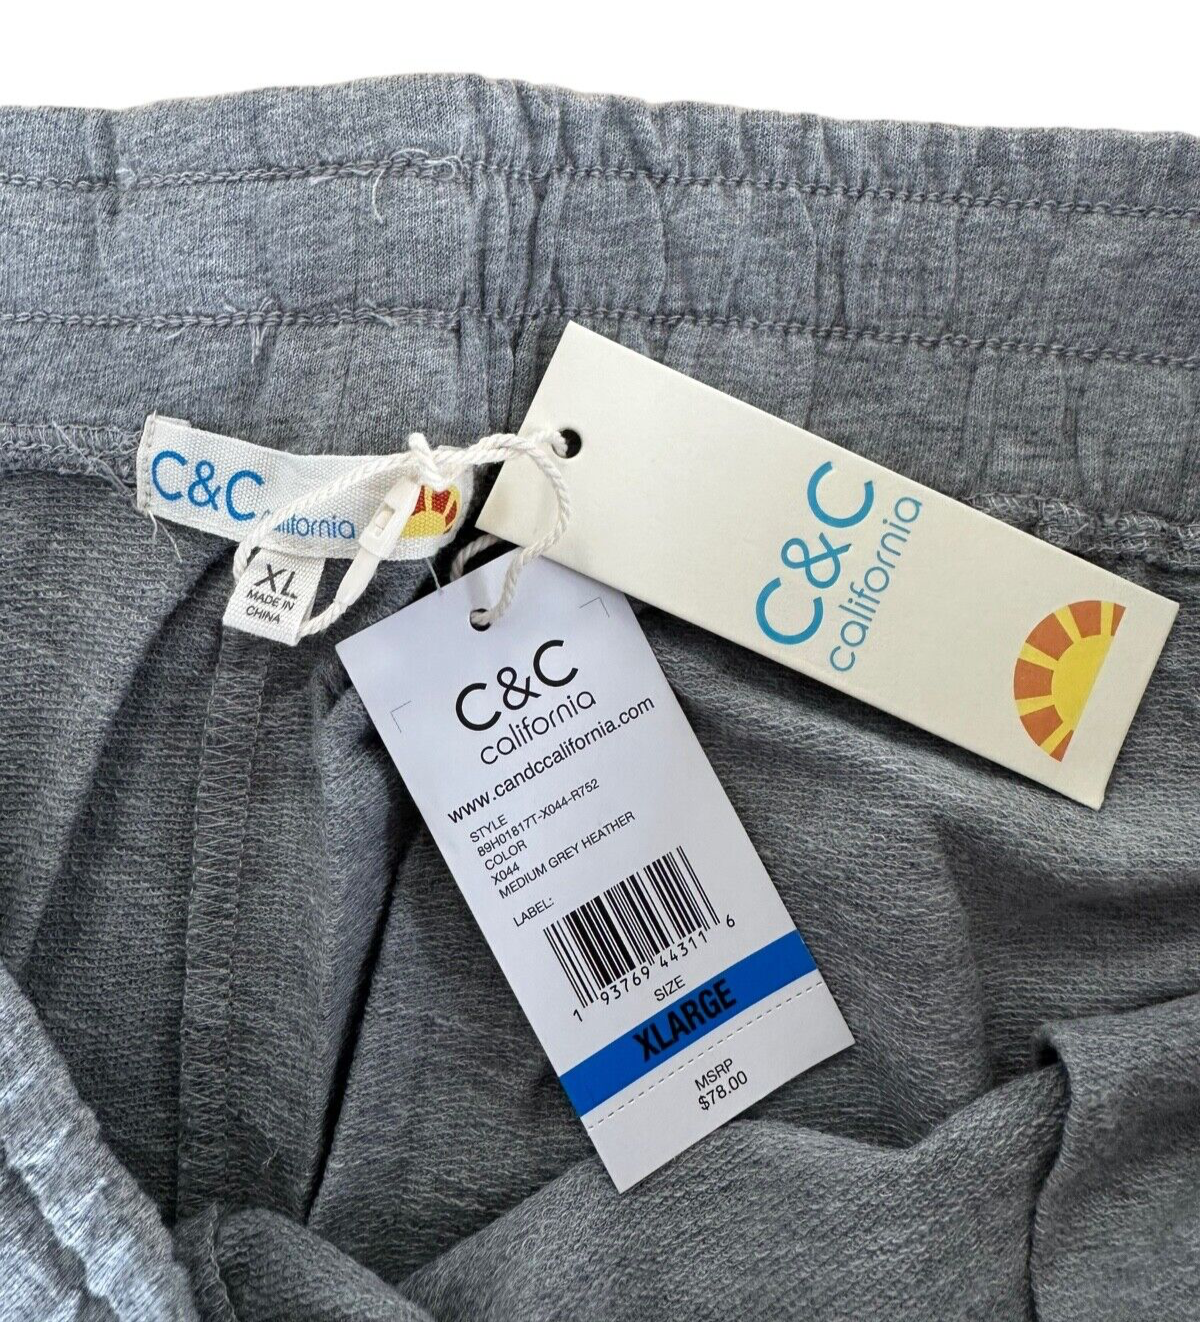 C&C
california
XL
MADE IN
CHINA
C&C
california
C&C
california
www.candccalifornia.com
STYLE
89H01817T-X044-R752
COLOR
X044
MEDIUM GREY HEATHER
LABEL:
1 93769 44311 6
SIZE
XLARGE
MSRP
$78.00